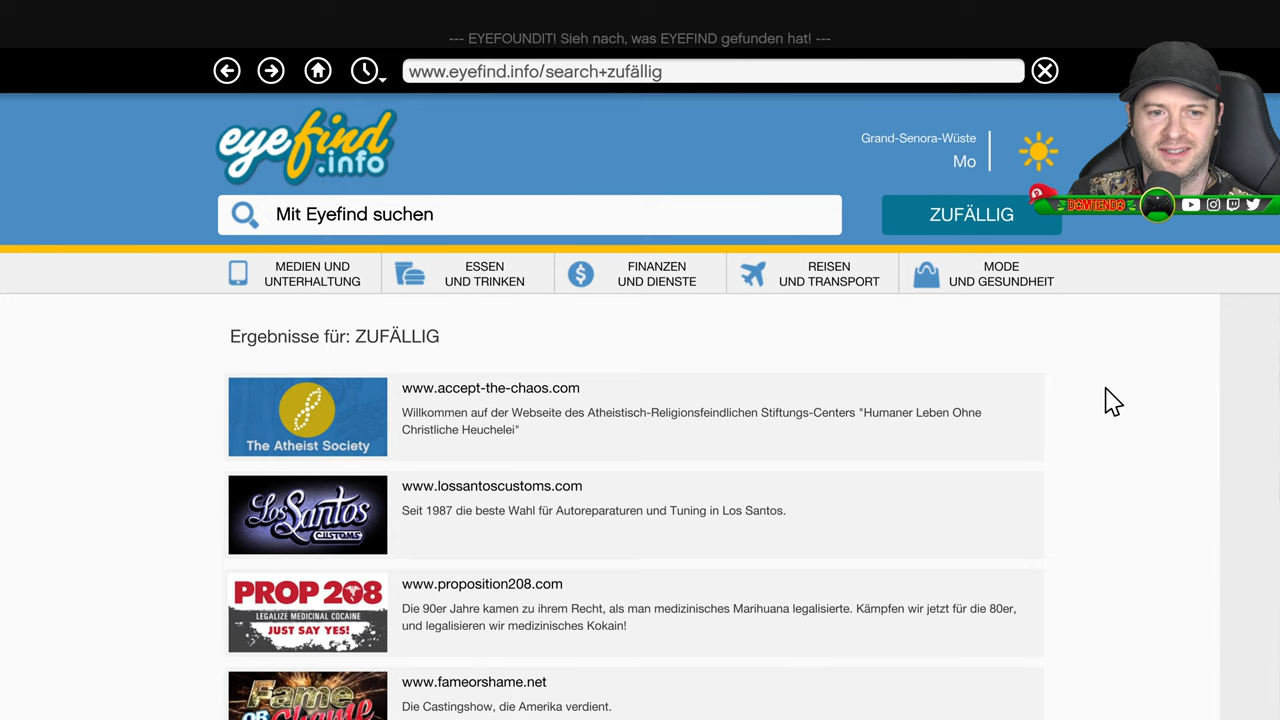 --- EYEFOUNDIT! Sieh nach, was EYEFIND gefunden hat! ---
www.eyefind.info/search+zufällig
eyefind
.info
Grand-Senora-Wüste
Mo
Mit Eyefind suchen
ZUFÄLLIG
DOMTENDO
MEDIEN UND
UNTERHALTUNG
ESSEN
UND TRINKEN
FINANZEN
UND DIENSTE
REISEN
UND TRANSPORT
MODE
UND GESUNDHEIT
Ergebnisse für: ZUFÄLLIG
The Atheist Society
www.accept-the-chaos.com
Willkommen auf der Webseite des Atheistisch-Religionsfeindlichen Stiftungs-Centers "Humaner Leben Ohne
Christliche Heuchelei"
Los Santos
CUSTOMS
www.lossantoscustoms.com
Seit 1987 die beste Wahl für Autoreparaturen und Tuning in Los Santos.
PROP 208
LEGALIZE MEDICINAL COCAINE
JUST SAY YES!
www.proposition208.com
Die 90er Jahre kamen zu ihrem Recht, als man medizinisches Marihuana legalisierte. Kämpfen wir jetzt für die 80er,
und legalisieren wir medizinisches Kokain!
Fame
OR
Shame
www.fameorshame.net
Die Castingshow, die Amerika verdient.